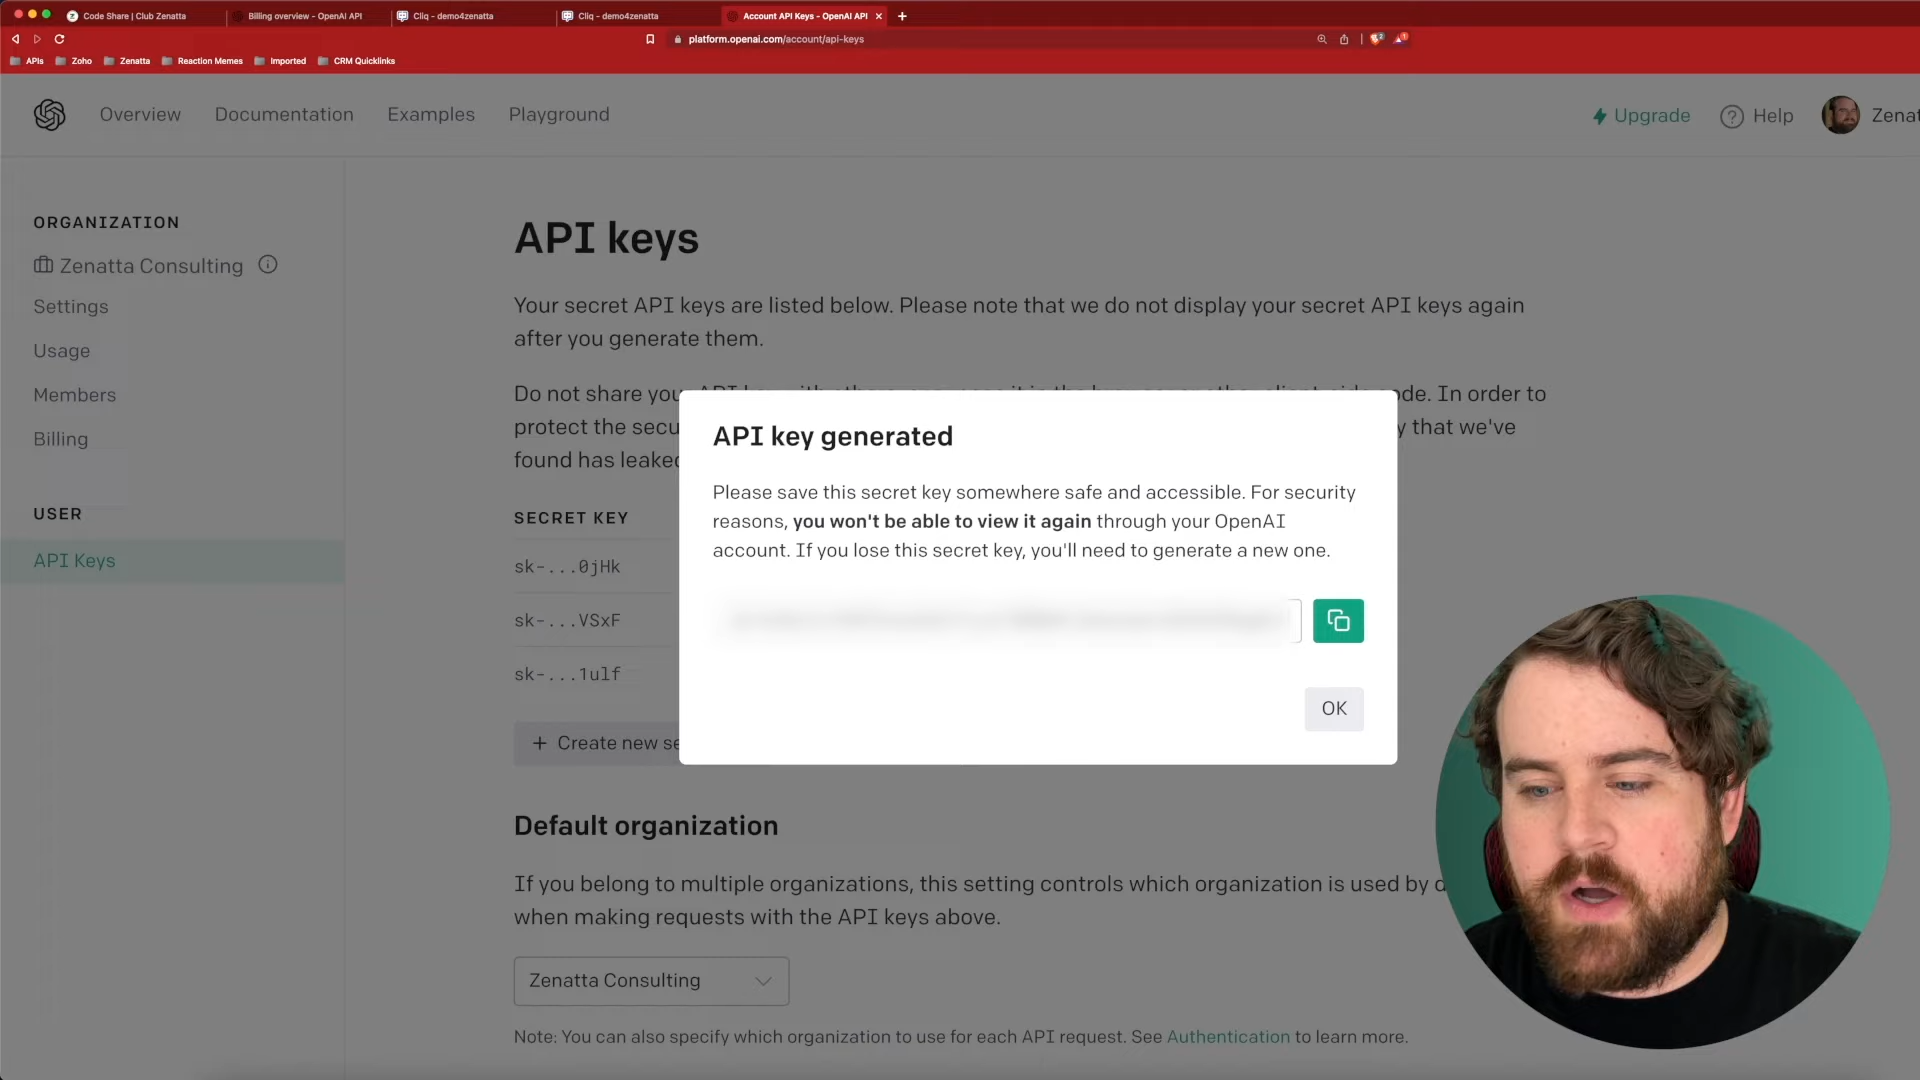 Code Share | Club Zenatta
Billing overview - OpenAI API
Cliq - demo4zenatta
Cliq - demo4zenatta
Account API Keys - OpenAI API
platform.openai.com/account/api-keys
APIs
Zoho
Zenatta
Reaction Memes
Imported
CRM Quicklinks
Overview
Documentation
Examples
Playground
Upgrade
Help
Zenat
ORGANIZATION
Zenatta Consulting
Settings
Usage
Members
Billing
USER
API Keys
API keys
Your secret API keys are listed below. Please note that we do not display your secret API keys again
after you generate them.
Do not share you
ode. In order to
protect the secu
y that we've
found has leaked
SECRET KEY
sk-...0jHk
sk-...VSxF
sk-...1ulf
+ Create new se
API key generated
Please save this secret key somewhere safe and accessible. For security
reasons, you won't be able to view it again through your OpenAI
account. If you lose this secret key, you'll need to generate a new one.
OK
Default organization
If you belong to multiple organizations, this setting controls which organization is used by d
when making requests with the API keys above.
Zenatta Consulting
Note: You can also specify which organization to use for each API request. See Authentication to learn more.